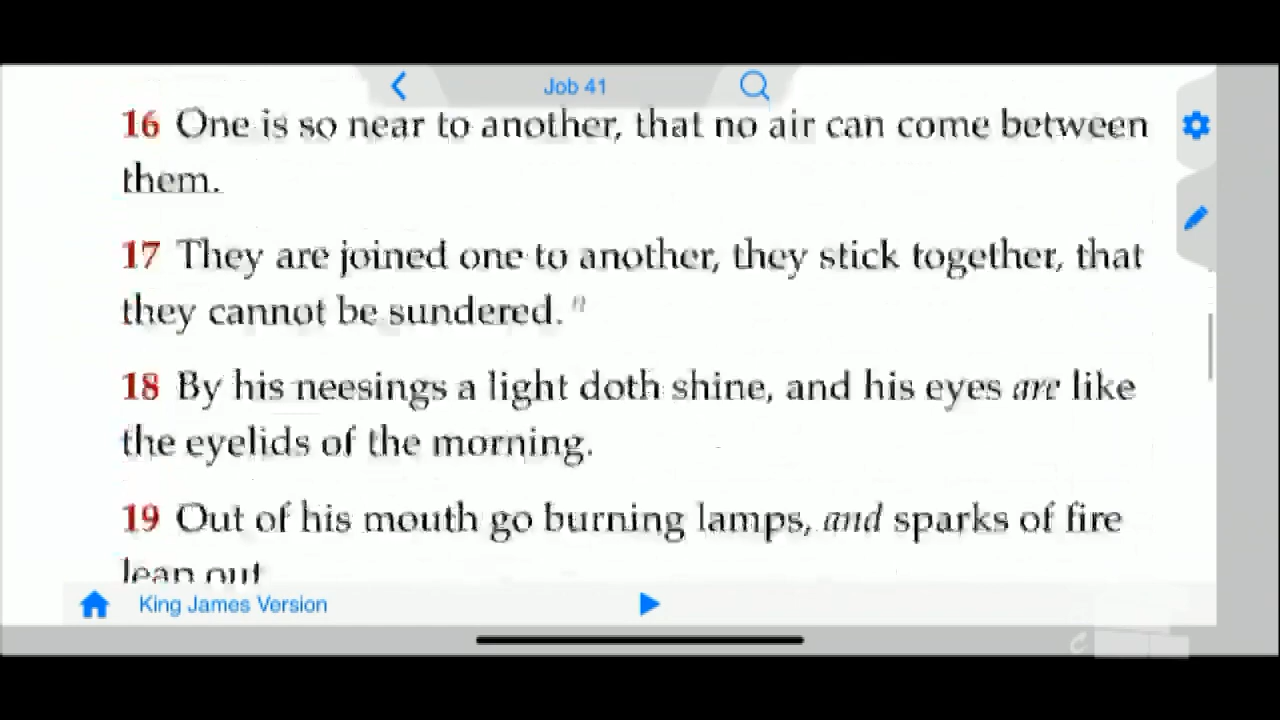 Job 41
16 One is so near to another, that no air can come between
them.
17 They are joined one to another, they stick together, that
they cannot be sundered. n
18 By his neesings a light doth shine, and his eyes are like
the eyelids of the morning.
19 Out of his mouth go burning lamps, and sparks of fire
leap out
King James Version